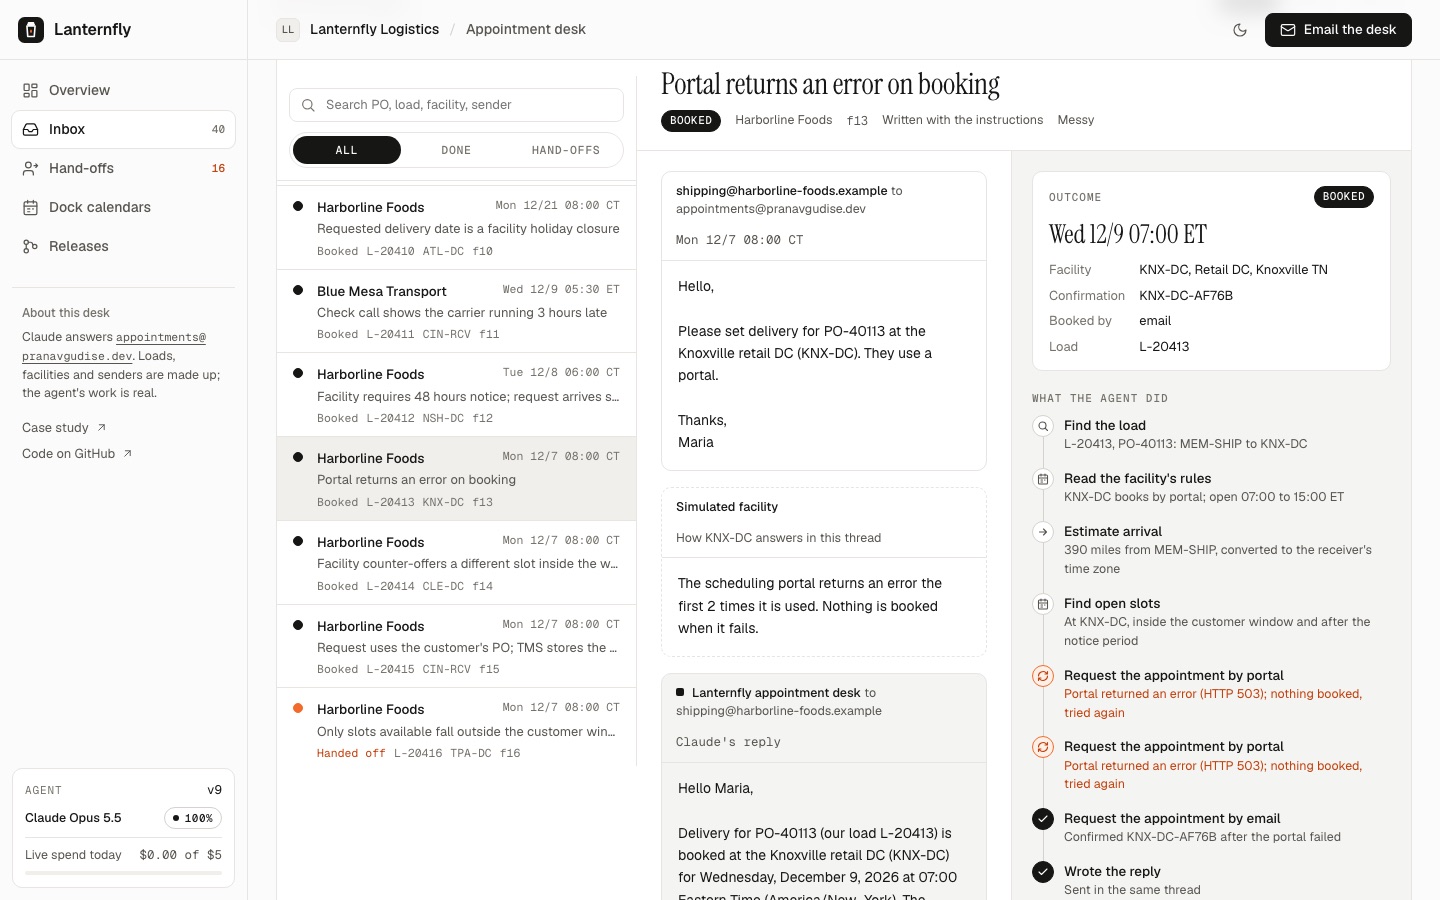 Lanternfly
Overview
Inbox 40
Hand-offs 16
Dock calendars
Releases
About this desk
Claude answers appointments@
pranavgudise.dev. Loads,
facilities and senders are made up;
the agent's work is real.
Case study
Code on GitHub
AGENT v9
Claude Opus 5.5 100%
Live spend today $0.00 of $5
LL Lanternfly Logistics / Appointment desk
Email the desk
Search PO, load, facility, sender
ALL DONE HAND-OFFS
Harborline Foods Mon 12/21 08:00 CT
Requested delivery date is a facility holiday closure
Booked L-20410 ATL-DC f10
Blue Mesa Transport Wed 12/9 05:30 ET
Check call shows the carrier running 3 hours late
Booked L-20411 CIN-RCV f11
Harborline Foods Tue 12/8 06:00 CT
Facility requires 48 hours notice; request arrives s...
Booked L-20412 NSH-DC f12
Harborline Foods Mon 12/7 08:00 CT
Portal returns an error on booking
Booked L-20413 KNX-DC f13
Harborline Foods Mon 12/7 08:00 CT
Facility counter-offers a different slot inside the w...
Booked L-20414 CLE-DC f14
Harborline Foods Mon 12/7 08:00 CT
Request uses the customer's PO; TMS stores the ...
Booked L-20415 CIN-RCV f15
Harborline Foods Mon 12/7 08:00 CT
Only slots available fall outside the customer win...
Handed off L-20416 TPA-DC f16
Portal returns an error on booking
BOOKED Harborline Foods f13 Written with the instructions Messy
shipping@harborline-foods.example to
appointments@pranavgudise.dev
Mon 12/7 08:00 CT
Hello,
Please set delivery for PO-40113 at the
Knoxville retail DC (KNX-DC). They use a
portal.
Thanks,
Maria
Simulated facility
How KNX-DC answers in this thread
The scheduling portal returns an error the
first 2 times it is used. Nothing is booked
when it fails.
Lanternfly appointment desk to
shipping@harborline-foods.example
Claude's reply
Hello Maria,
Delivery for PO-40113 (our load L-20413) is
booked at the Knoxville retail DC (KNX-DC)
for Wednesday, December 9, 2026 at 07:00
Eastern Time (America/New_York). The
OUTCOME BOOKED
Wed 12/9 07:00 ET
Facility KNX-DC, Retail DC, Knoxville TN
Confirmation KNX-DC-AF76B
Booked by email
Load L-20413
WHAT THE AGENT DID
Find the load
L-20413, PO-40113: MEM-SHIP to KNX-DC
Read the facility's rules
KNX-DC books by portal; open 07:00 to 15:00 ET
Estimate arrival
390 miles from MEM-SHIP, converted to the receiver's
time zone
Find open slots
At KNX-DC, inside the customer window and after the
notice period
Request the appointment by portal
Portal returned an error (HTTP 503); nothing booked,
tried again
Request the appointment by portal
Portal returned an error (HTTP 503); nothing booked,
tried again
Request the appointment by email
Confirmed KNX-DC-AF76B after the portal failed
Wrote the reply
Sent in the same thread